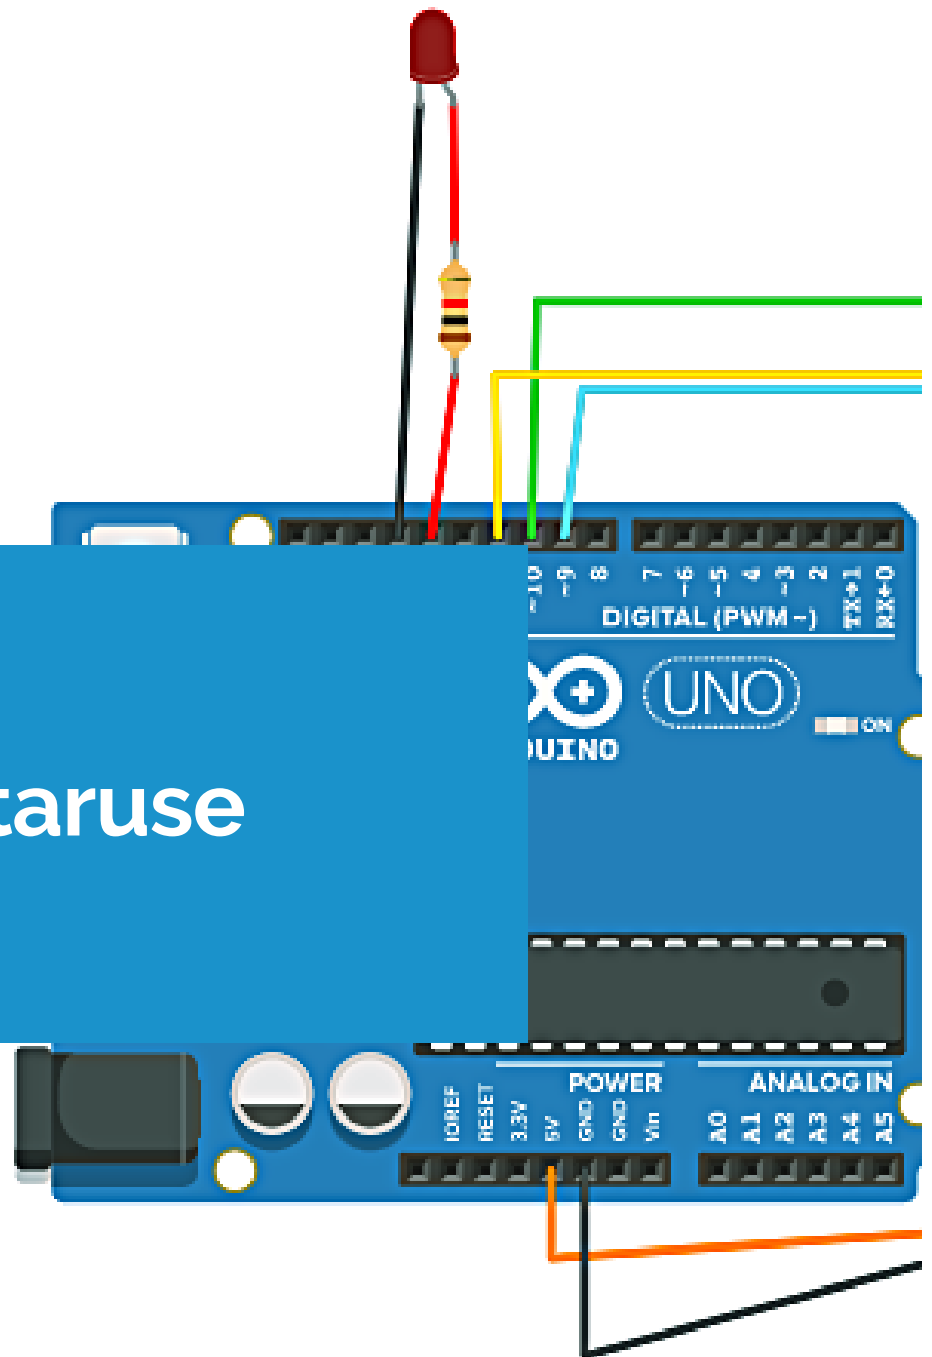 ~10
~9
8
7
~6
~5
4
~3
2
TX→1
RX←0
DIGITAL (PWM ~)
UNO
UINO
ON
taruse
POWER
ANALOG IN
IOREF
RESET
3.3V
5V
GND
GND
Vin
A0
A1
A2
A3
A4
A5